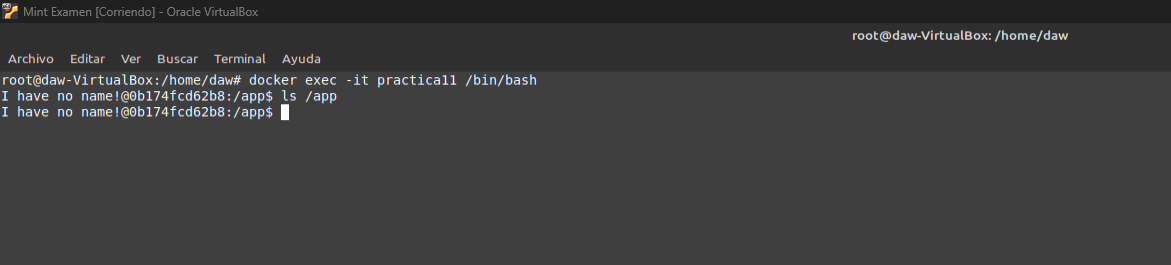 Mint Examen [Corriendo] - Oracle VirtualBox
root@daw-VirtualBox: /home/daw
Archivo Editar Ver Buscar Terminal Ayuda
root@daw-VirtualBox:/home/daw# docker exec -it practica11 /bin/bash
I have no name!@0b174fcd62b8:/app$ ls /app
I have no name!@0b174fcd62b8:/app$